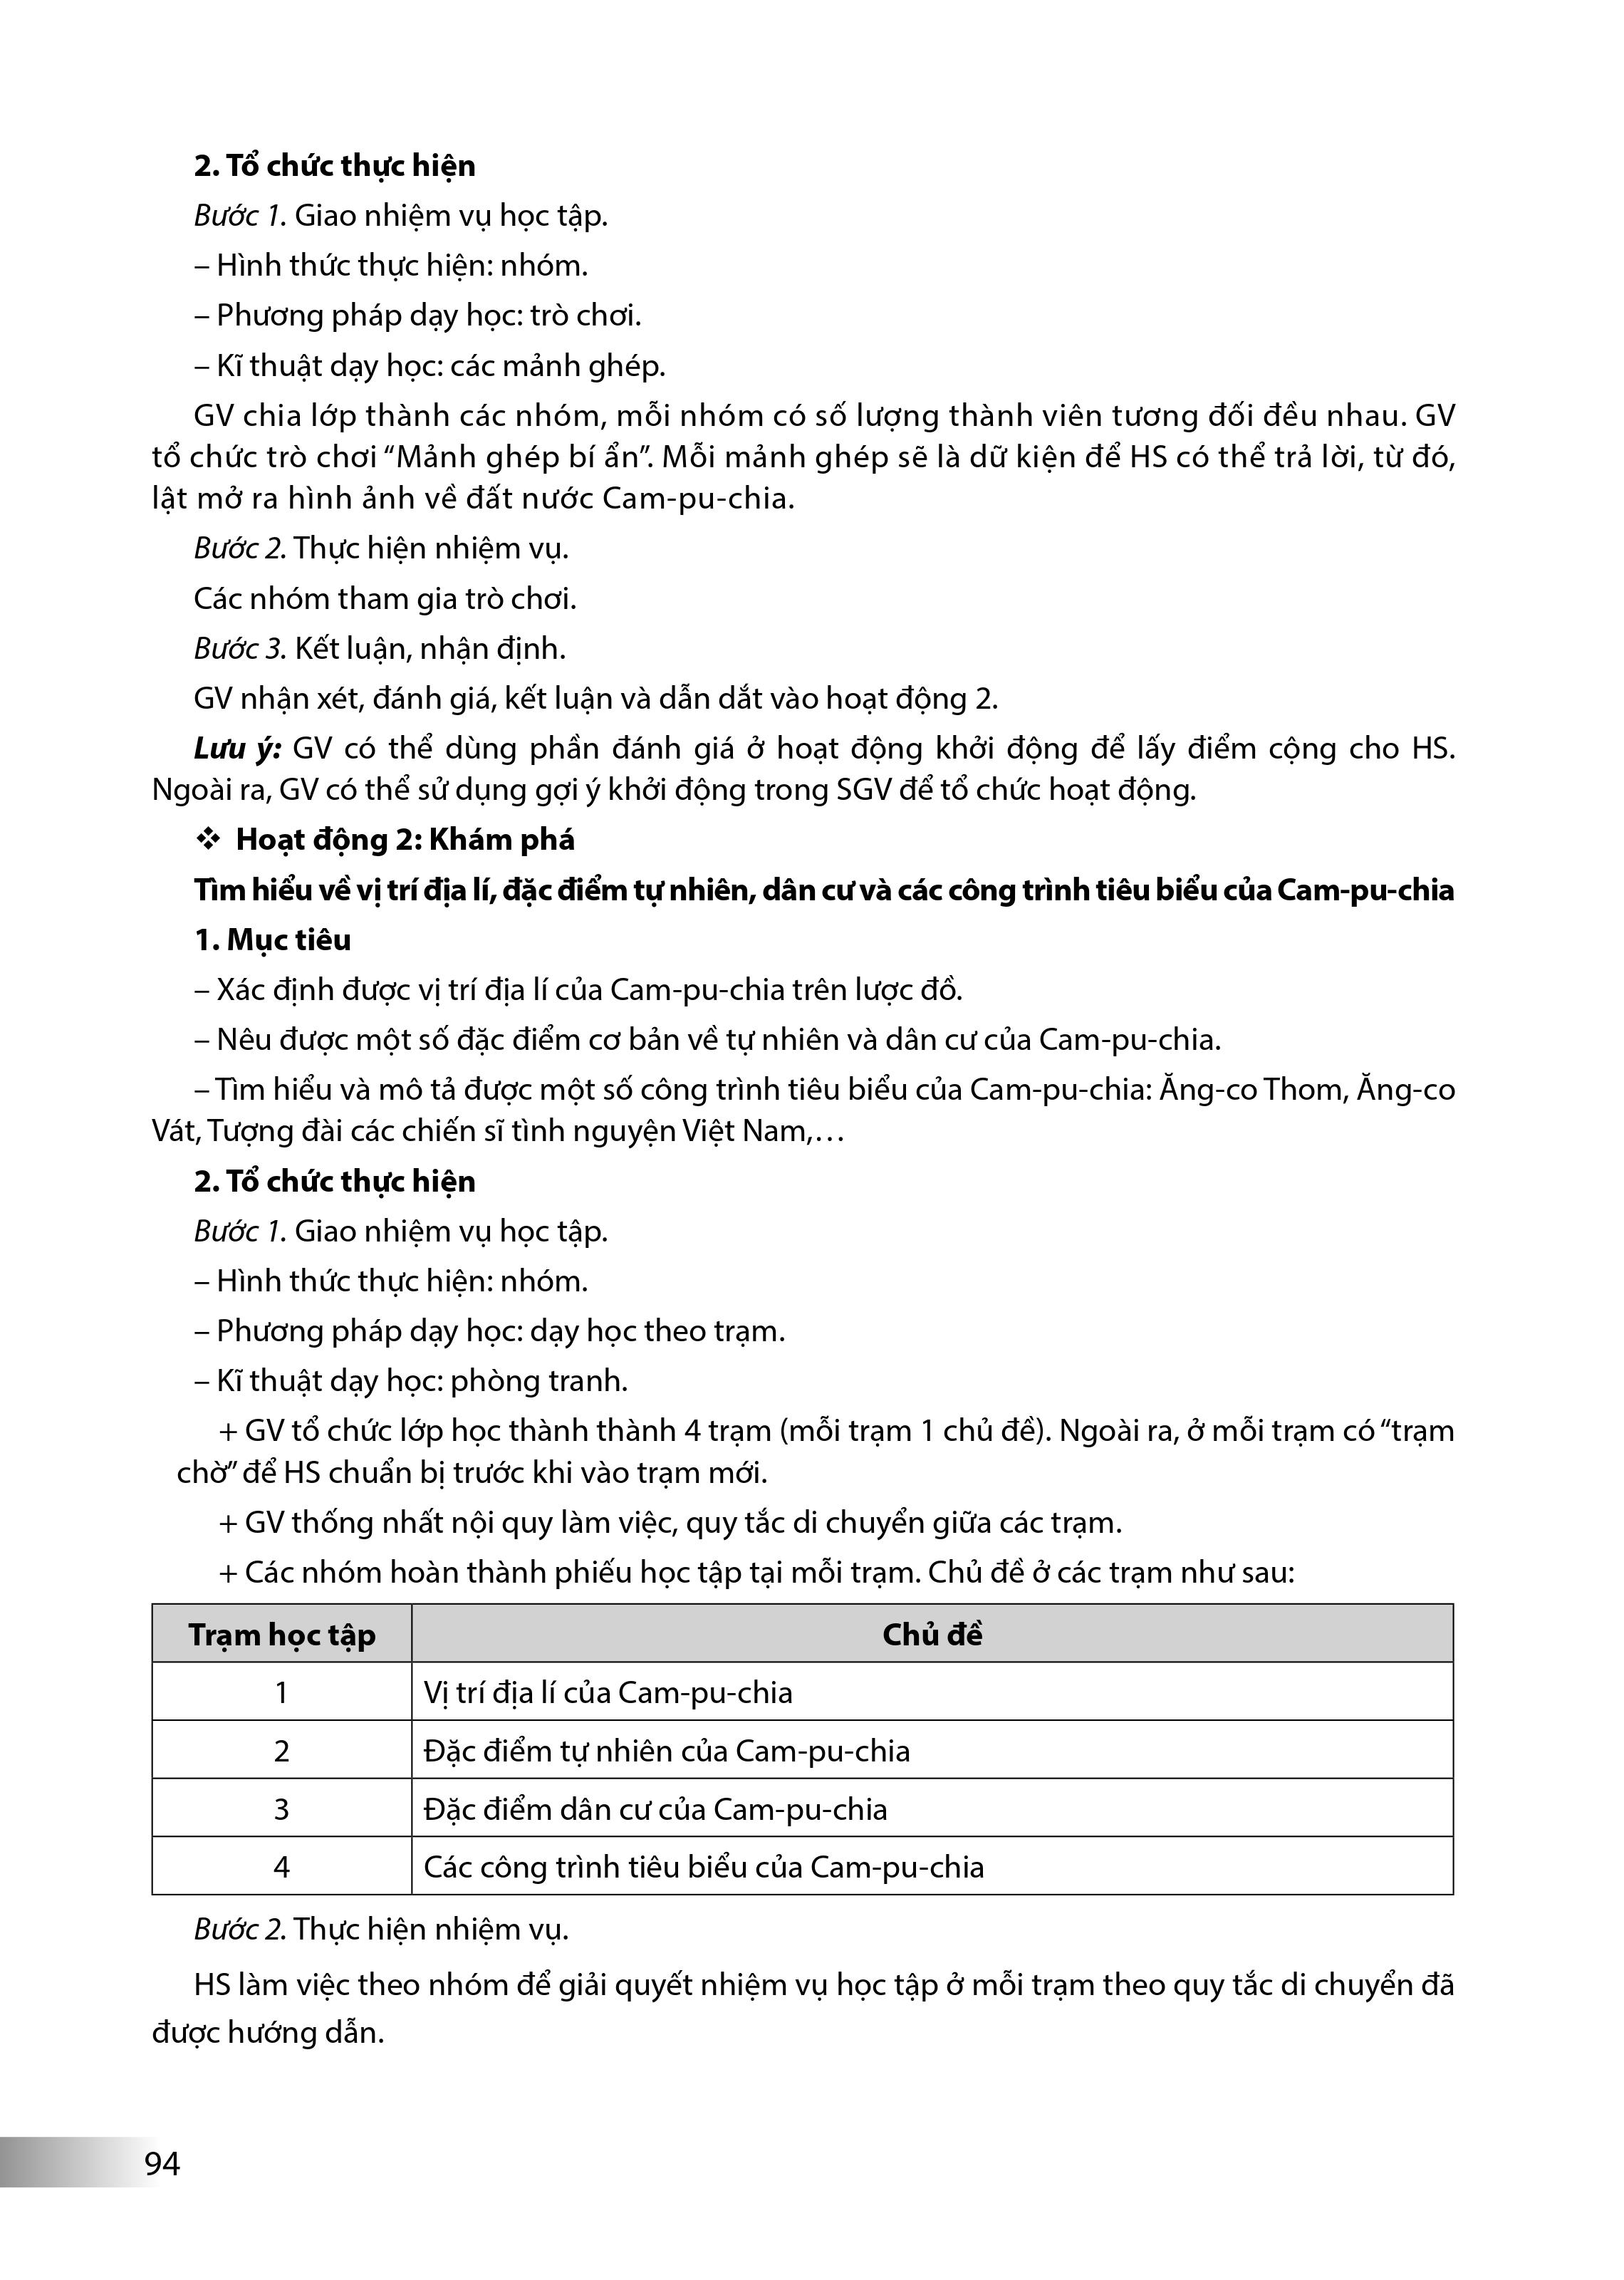 2. Tổ chức thực hiện
Bước 1. Giao nhiệm vụ học tập.
– Hình thức thực hiện: nhóm.
– Phương pháp dạy học: trò chơi.
– Kĩ thuật dạy học: các mảnh ghép.
GV chia lớp thành các nhóm, mỗi nhóm có số lượng thành viên tương đối đều nhau. GV
tổ chức trò chơi “Mảnh ghép bí ẩn”. Mỗi mảnh ghép sẽ là dữ kiện để HS có thể trả lời, từ đó,
lật mở ra hình ảnh về đất nước Cam-pu-chia.
Bước 2. Thực hiện nhiệm vụ.
Các nhóm tham gia trò chơi.
Bước 3. Kết luận, nhận định.
GV nhận xét, đánh giá, kết luận và dẫn dắt vào hoạt động 2.
Lưu ý: GV có thể dùng phần đánh giá ở hoạt động khởi động để lấy điểm cộng cho HS.
Ngoài ra, GV có thể sử dụng gợi ý khởi động trong SGV để tổ chức hoạt động.
❖ Hoạt động 2: Khám phá
Tìm hiểu về vị trí địa lí, đặc điểm tự nhiên, dân cư và các công trình tiêu biểu của Cam-pu-chia
1. Mục tiêu
– Xác định được vị trí địa lí của Cam-pu-chia trên lược đồ.
– Nêu được một số đặc điểm cơ bản về tự nhiên và dân cư của Cam-pu-chia.
– Tìm hiểu và mô tả được một số công trình tiêu biểu của Cam-pu-chia: Ăng-co Thom, Ăng-co
Vát, Tượng đài các chiến sĩ tình nguyện Việt Nam,…
2. Tổ chức thực hiện
Bước 1. Giao nhiệm vụ học tập.
– Hình thức thực hiện: nhóm.
– Phương pháp dạy học: dạy học theo trạm.
– Kĩ thuật dạy học: phòng tranh.
+ GV tổ chức lớp học thành thành 4 trạm (mỗi trạm 1 chủ đề). Ngoài ra, ở mỗi trạm có “trạm
chờ” để HS chuẩn bị trước khi vào trạm mới.
+ GV thống nhất nội quy làm việc, quy tắc di chuyển giữa các trạm.
+ Các nhóm hoàn thành phiếu học tập tại mỗi trạm. Chủ đề ở các trạm như sau:
Trạm học tập Chủ đề
1 Vị trí địa lí của Cam-pu-chia
2 Đặc điểm tự nhiên của Cam-pu-chia
3 Đặc điểm dân cư của Cam-pu-chia
4 Các công trình tiêu biểu của Cam-pu-chia
Bước 2. Thực hiện nhiệm vụ.
HS làm việc theo nhóm để giải quyết nhiệm vụ học tập ở mỗi trạm theo quy tắc di chuyển đã
được hướng dẫn.
94